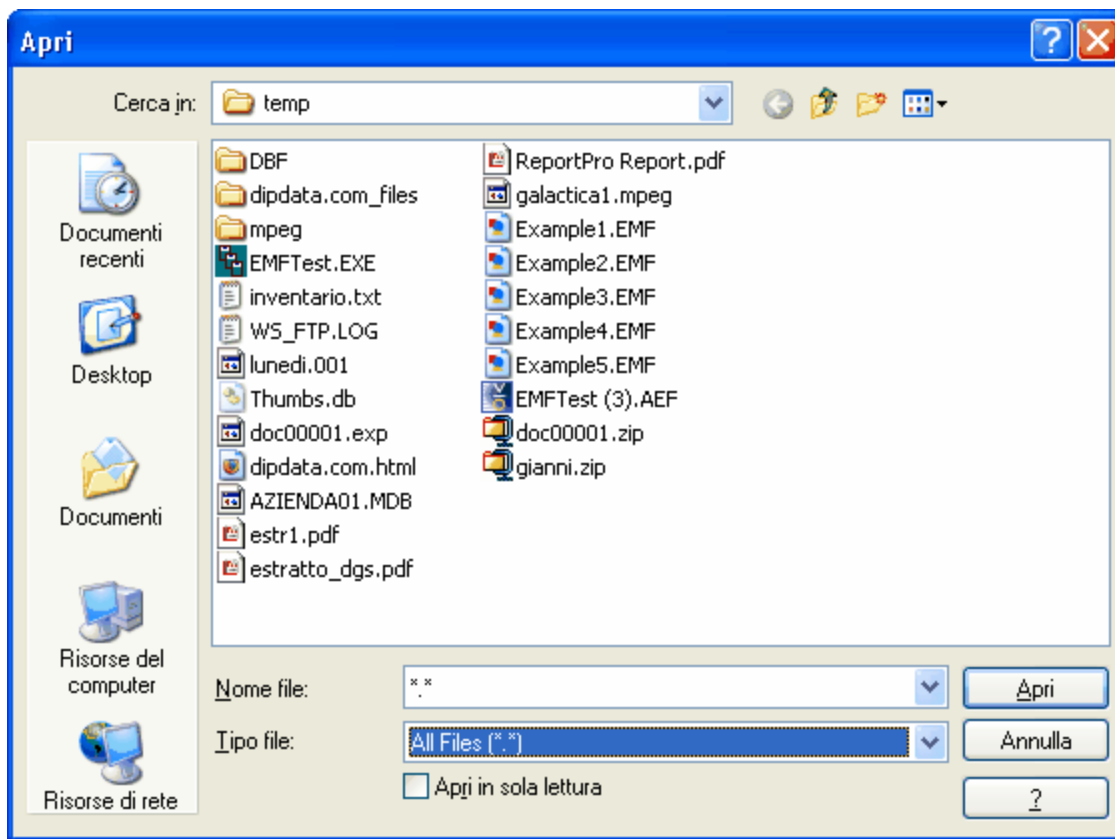 Apri
Cerca in: temp
Documenti recenti
Desktop
Documenti
Risorse del computer
Risorse di rete
DBF
dipdata.com_files
mpeg
EMFTest.EXE
inventario.txt
WS_FTP.LOG
lunedi.001
Thumbs.db
doc00001.exp
dipdata.com.html
AZIENDA01.MDB
estr1.pdf
estratto_dgs.pdf
ReportPro Report.pdf
galactica1.mpeg
Example1.EMF
Example2.EMF
Example3.EMF
Example4.EMF
Example5.EMF
EMFTest (3).AEF
doc00001.zip
gianni.zip
Nome file: *.*
Apri
Tipo file: All Files (*.*)
Annulla
Apri in sola lettura
?